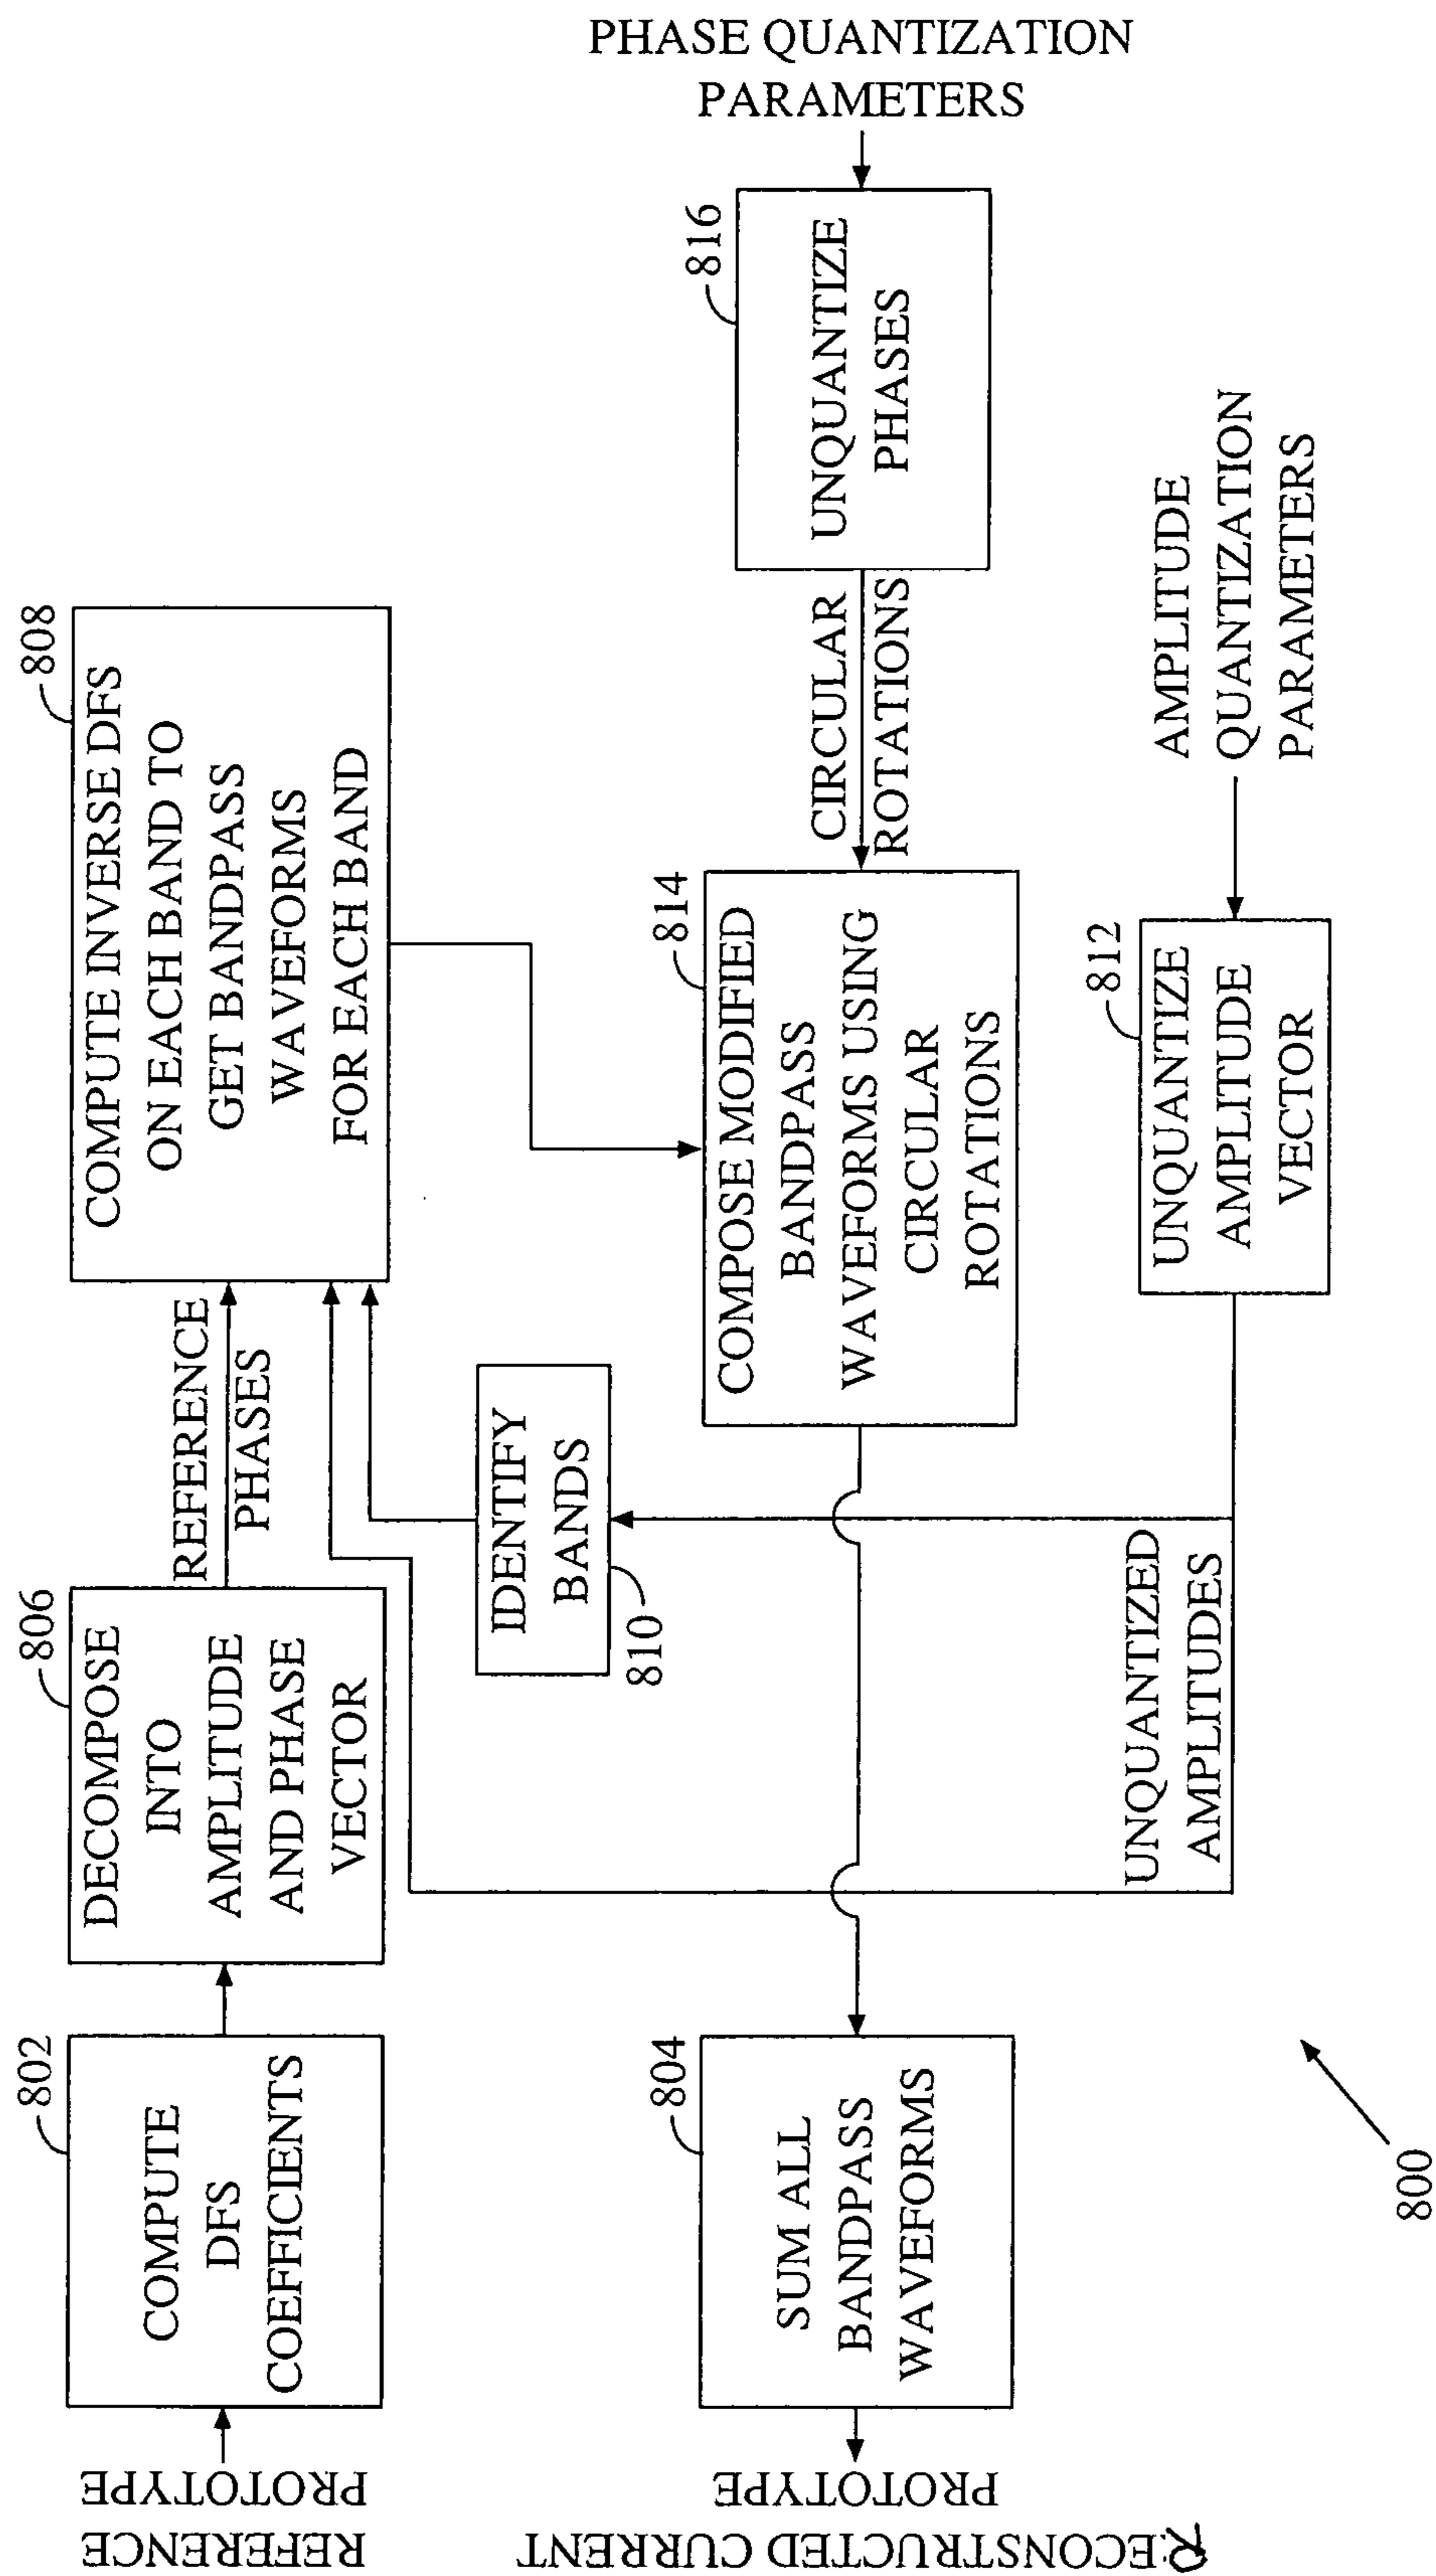 REFERENCE
PROTOTYPE
802
COMPUTE
DFS
COEFFICIENTS
806
DECOMPOSE
INTO
AMPLITUDE
AND PHASE
VECTOR
REFERENCE
PHASES
808
COMPUTE INVERSE DFS
ON EACH BAND TO
GET BANDPASS
WAVEFORMS
FOR EACH BAND
IDENTIFY
BANDS
810
RECONSTRUCTED CURRENT
PROTOTYPE
804
SUM ALL
BANDPASS
WAVEFORMS
814
COMPOSE MODIFIED
BANDPASS
WAVEFORMS USING
CIRCULAR
ROTATIONS
CIRCULAR
ROTATIONS
816
UNQUANTIZE
PHASES
PHASE QUANTIZATION
PARAMETERS
UNQUANTIZED
AMPLITUDES
812
UNQUANTIZE
AMPLITUDE
VECTOR
AMPLITUDE
QUANTIZATION
PARAMETERS
800